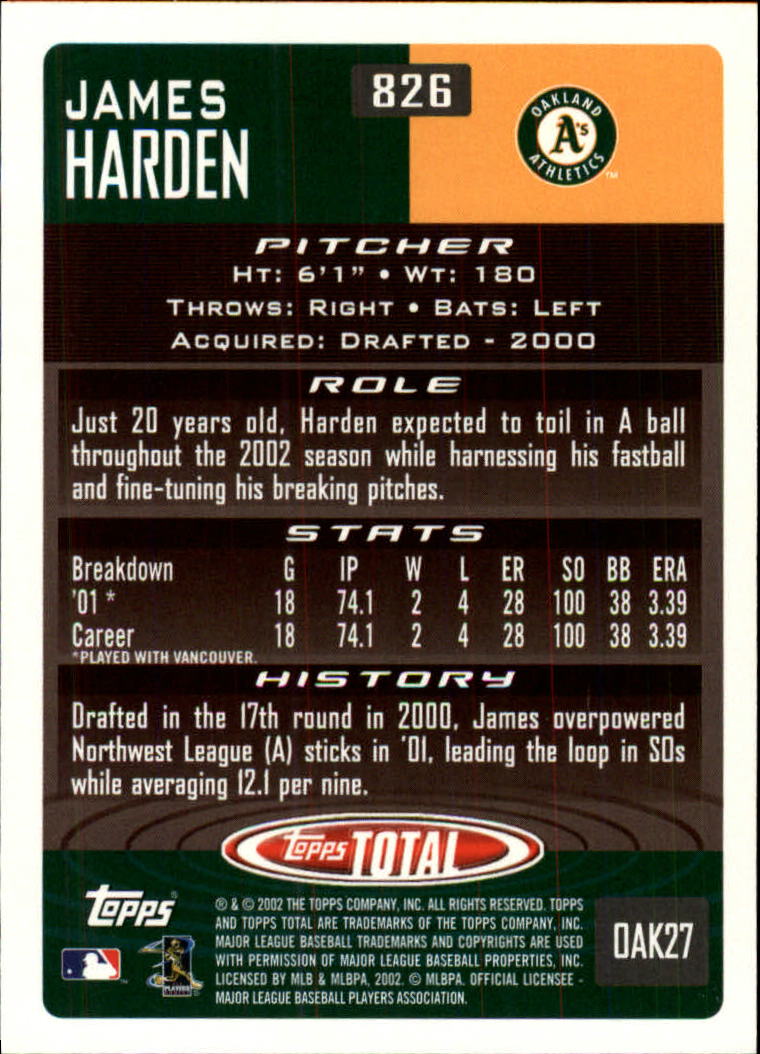 JAMES
HARDEN
826
OAKLAND
A's
ATHLETICS
™
PITCHER
HT: 6'1" • WT: 180
THROWS: RIGHT • BATS: LEFT
ACQUIRED: DRAFTED - 2000
ROLE
Just 20 years old, Harden expected to toil in A ball
throughout the 2002 season while harnessing his fastball
and fine-tuning his breaking pitches.
STATS
Breakdown G IP W L ER SO BB ERA
'01 * 18 74.1 2 4 28 100 38 3.39
Career 18 74.1 2 4 28 100 38 3.39
*PLAYED WITH VANCOUVER.
HISTORY
Drafted in the 17th round in 2000, James overpowered
Northwest League (A) sticks in '01, leading the loop in SOs
while averaging 12.1 per nine.
topps TOTAL
topps®
® & © 2002 THE TOPPS COMPANY, INC. ALL RIGHTS RESERVED. TOPPS
AND TOPPS TOTAL ARE TRADEMARKS OF THE TOPPS COMPANY, INC.
MAJOR LEAGUE BASEBALL TRADEMARKS AND COPYRIGHTS ARE USED
WITH PERMISSION OF MAJOR LEAGUE BASEBALL PROPERTIES, INC.
LICENSED BY MLB & MLBPA, 2002. © MLBPA. OFFICIAL LICENSEE -
MAJOR LEAGUE BASEBALL PLAYERS ASSOCIATION.
OAK27
PLAYERS